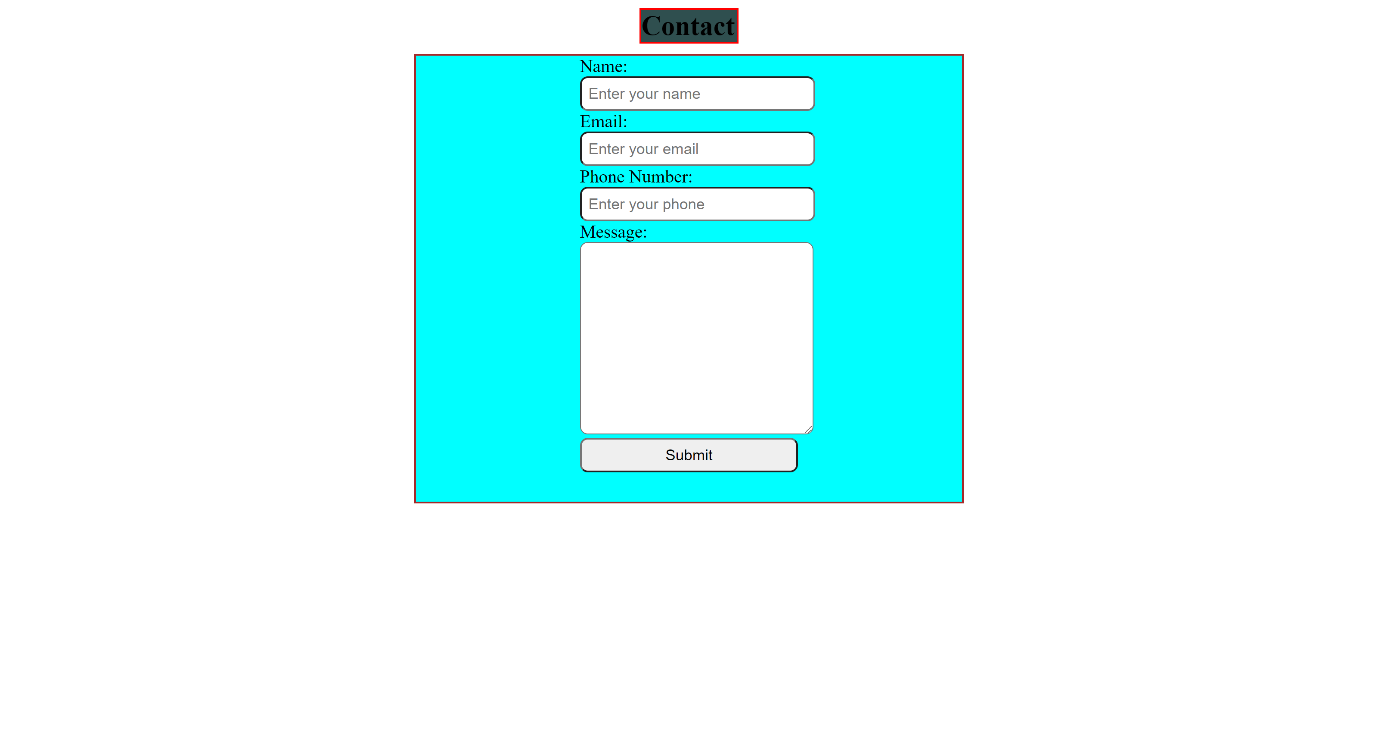 Contact
Name:
Enter your name
Email:
Enter your email
Phone Number:
Enter your phone
Message:
Submit